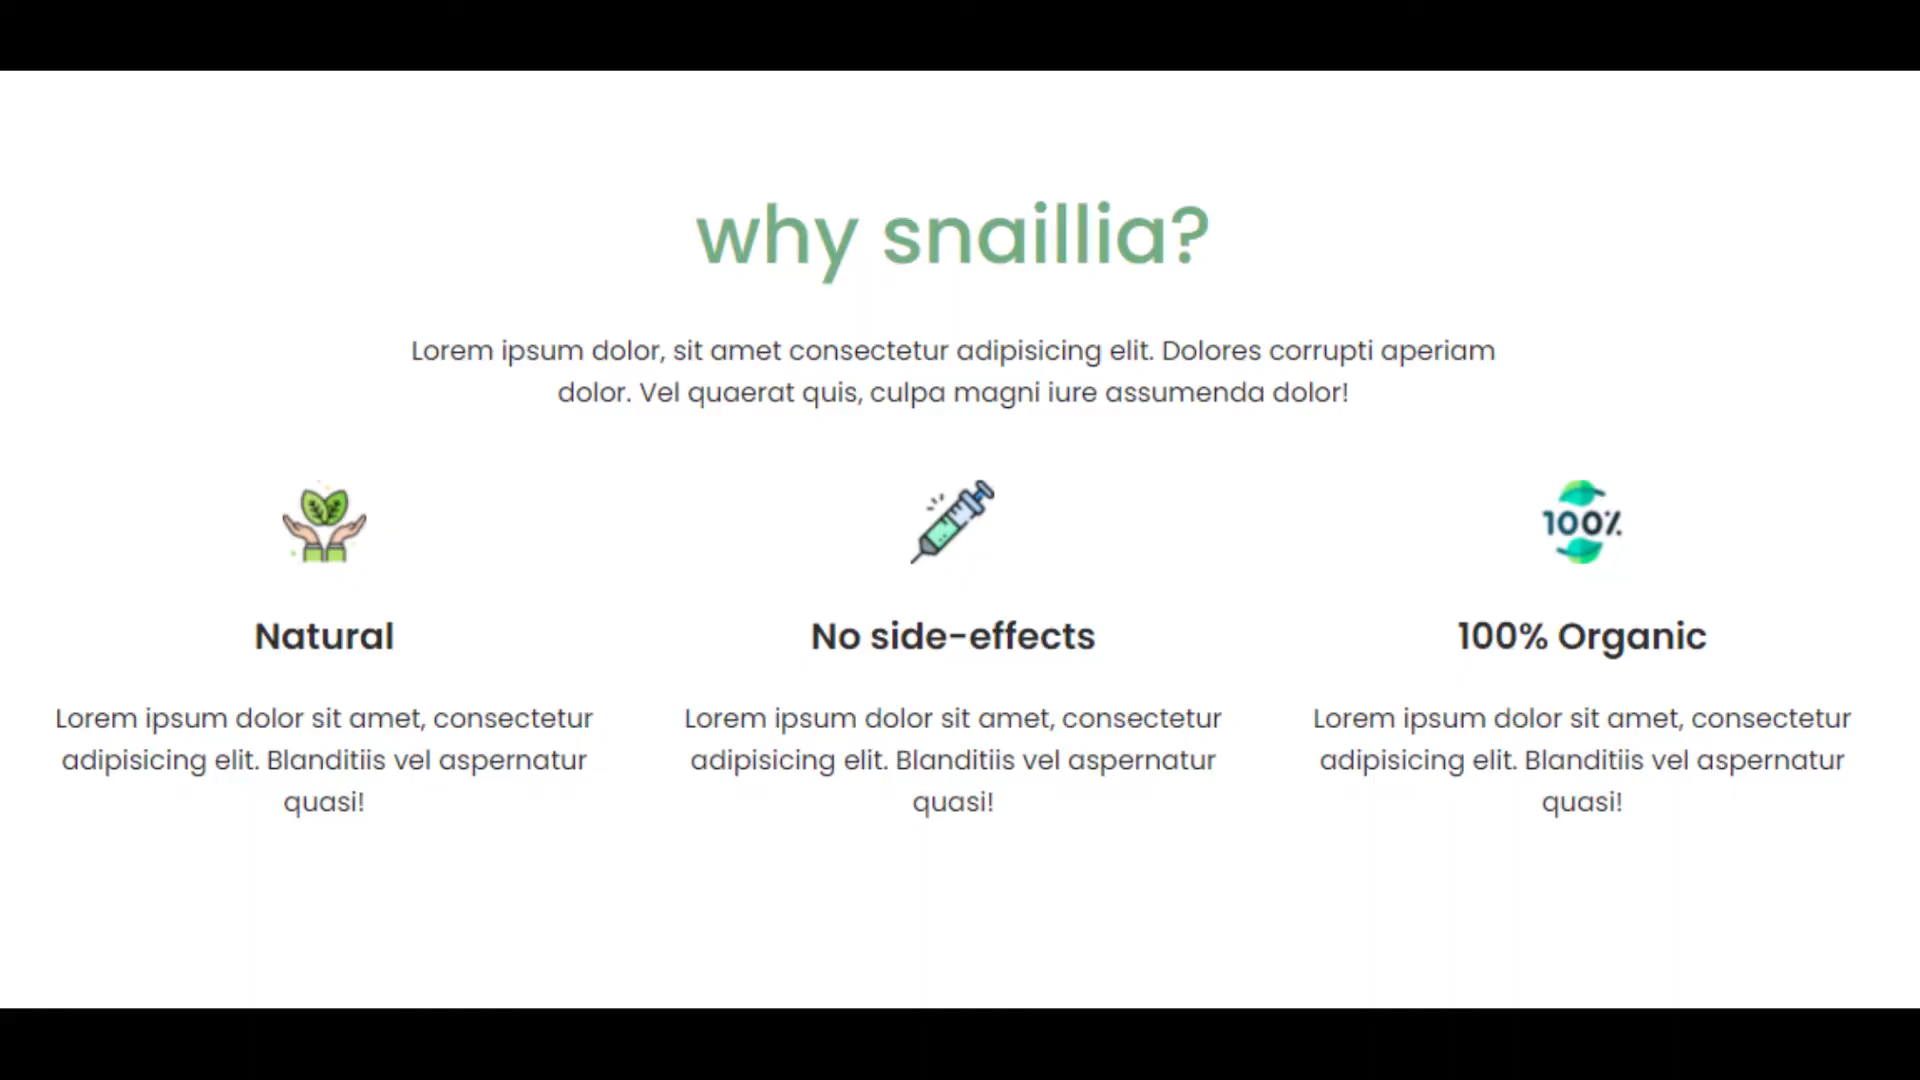 why snaillia?
Lorem ipsum dolor, sit amet consectetur adipisicing elit. Dolores corrupti aperiam
dolor. Vel quaerat quis, culpa magni iure assumenda dolor!
100%
Natural
No side-effects
100% Organic
Lorem ipsum dolor sit amet, consectetur
adipisicing elit. Blanditiis vel aspernatur
quasi!
Lorem ipsum dolor sit amet, consectetur
adipisicing elit. Blanditiis vel aspernatur
quasi!
Lorem ipsum dolor sit amet, consectetur
adipisicing elit. Blanditiis vel aspernatur
quasi!